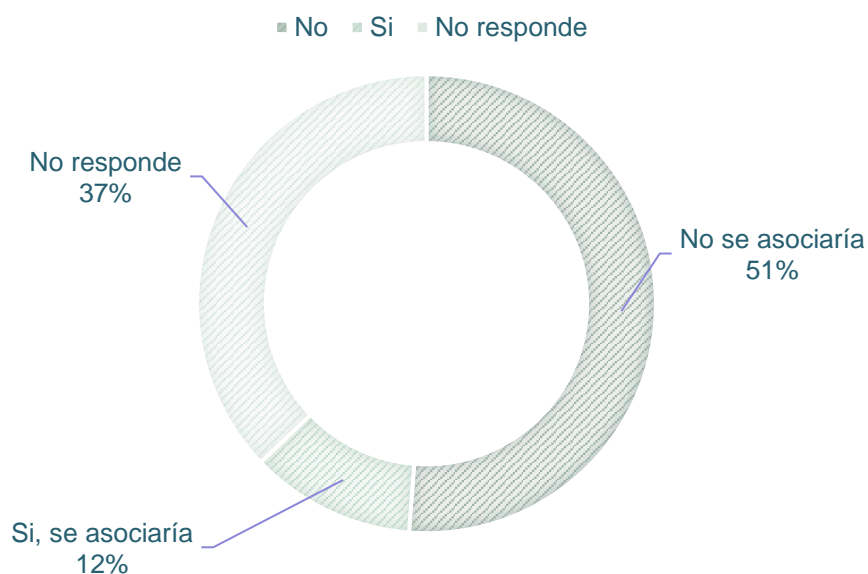 No Si No responde
No responde
37%
No se asociaría
51%
Si, se asociaría
12%